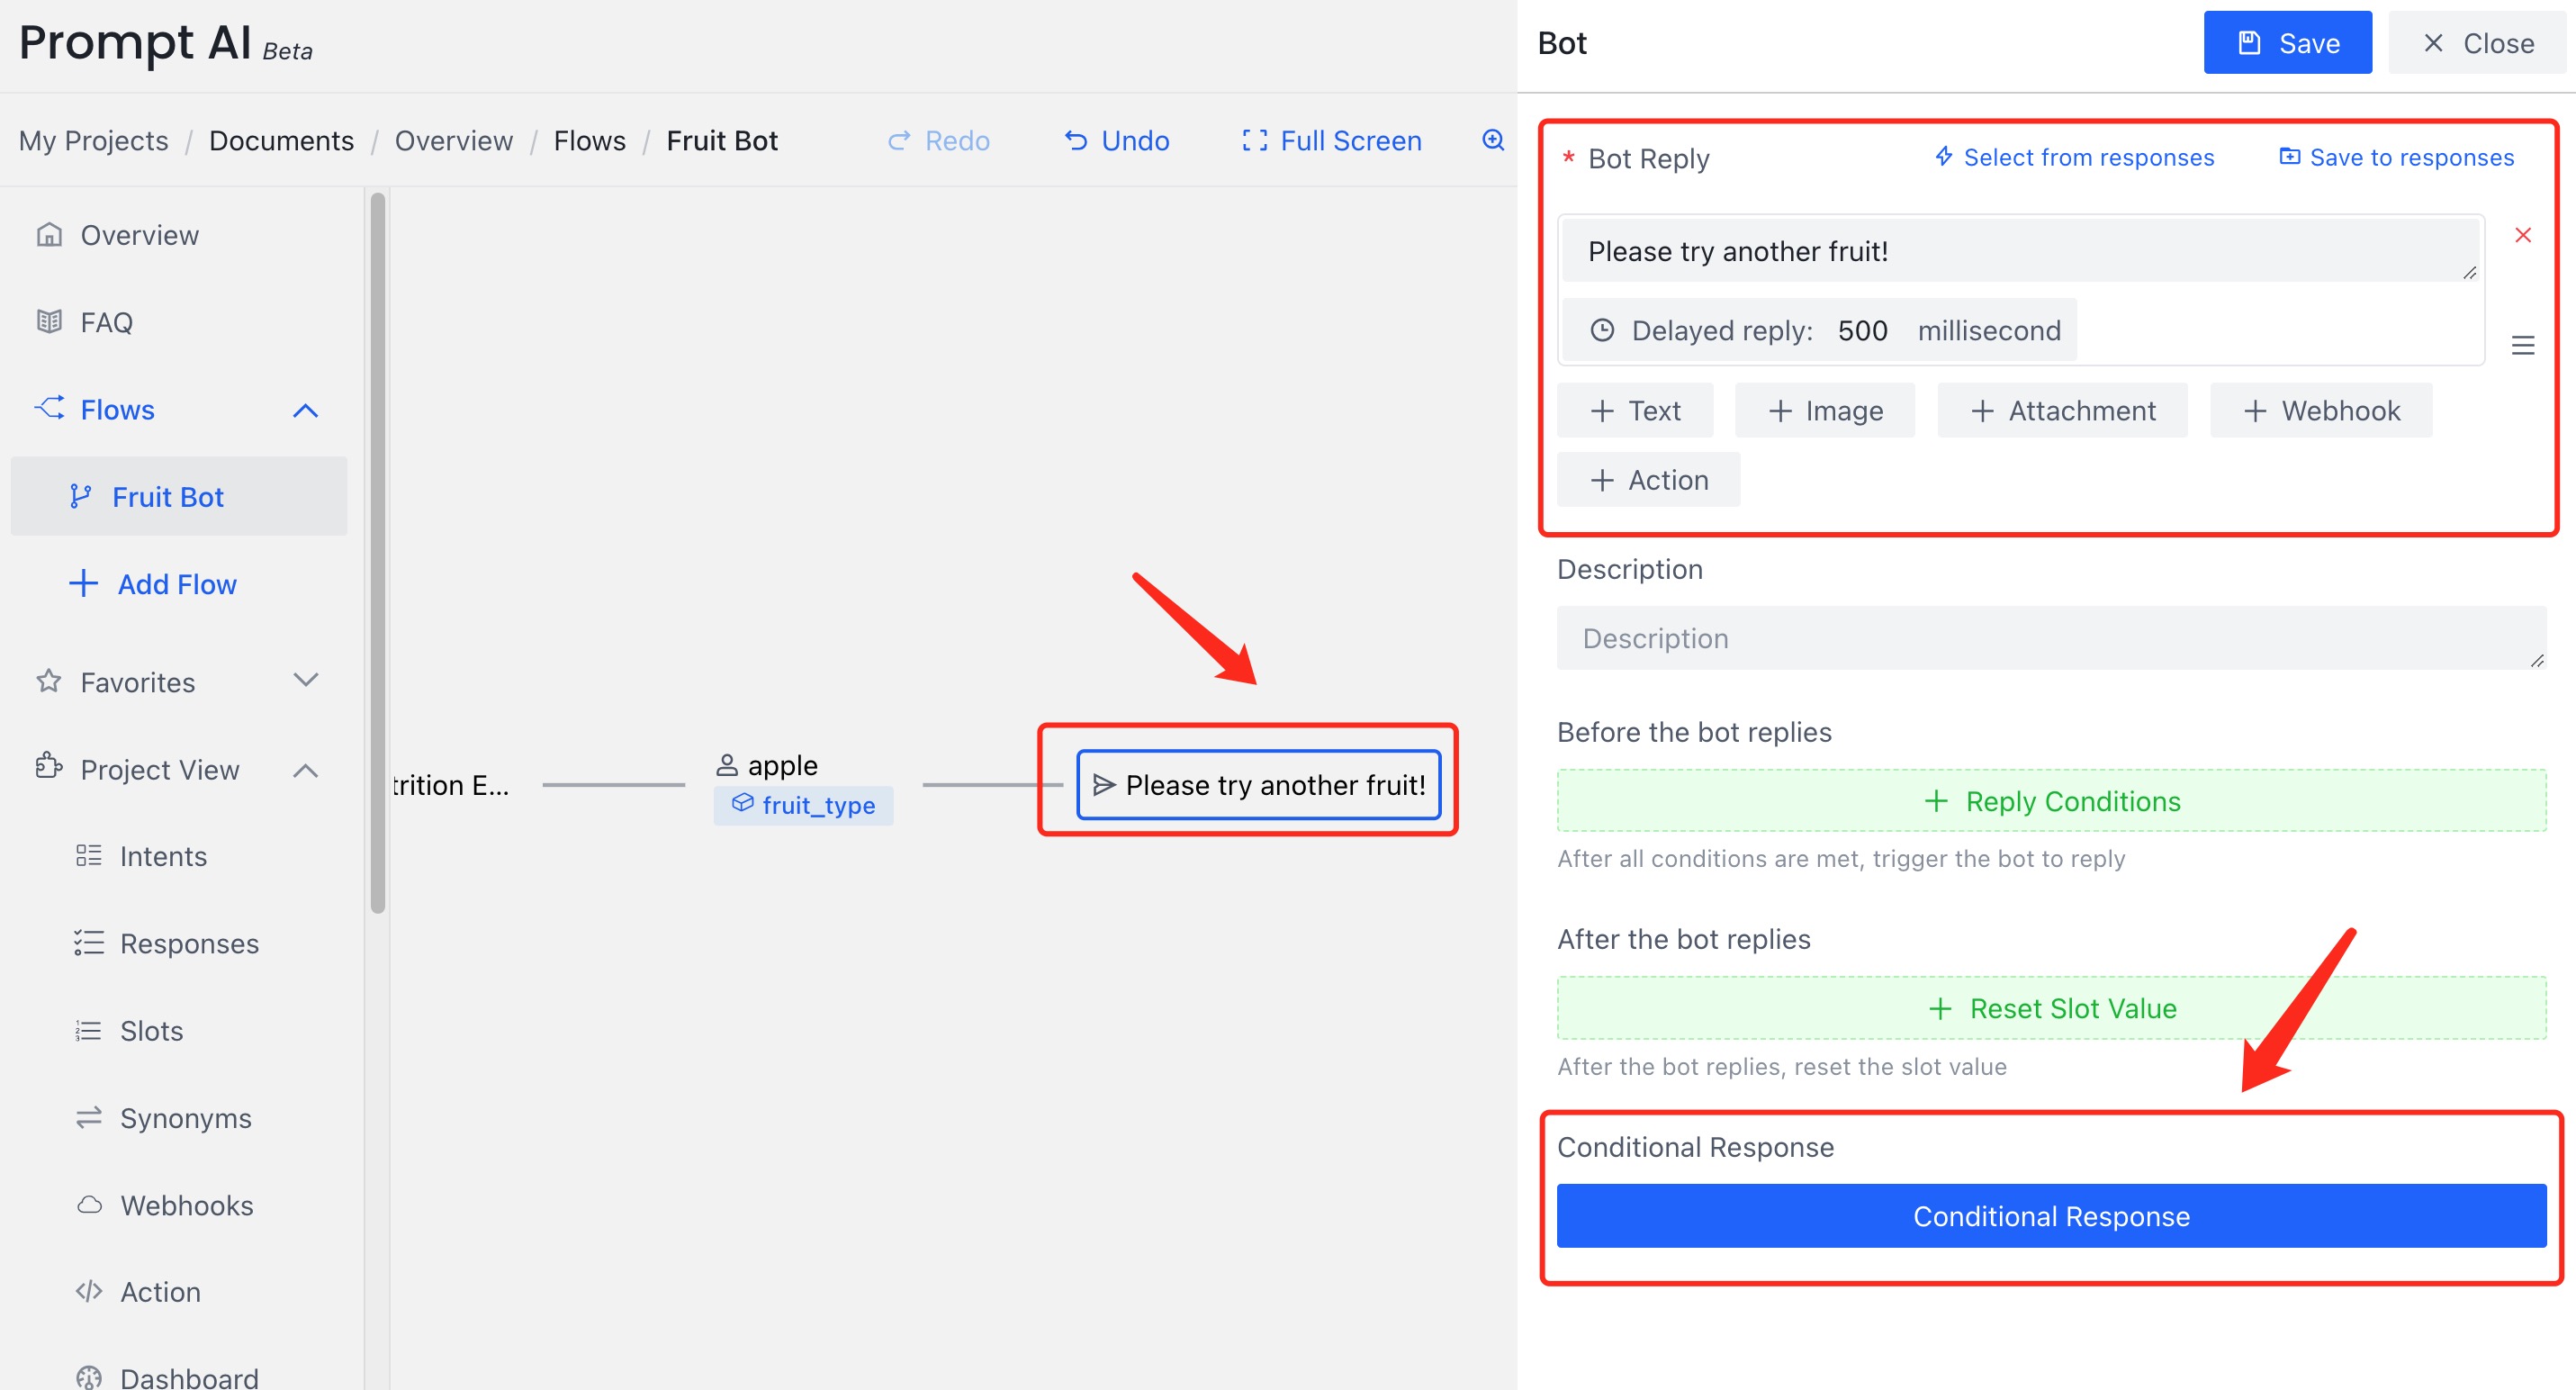 Prompt AI Beta
My Projects / Documents / Overview / Flows / Fruit Bot
Redo
Undo
Full Screen
Overview
FAQ
Flows
Fruit Bot
Add Flow
Favorites
Project View
Intents
Responses
Slots
Synonyms
Webhooks
Action
Dashboard
trition E...
apple
fruit_type
Please try another fruit!
Bot
Save
Close
* Bot Reply
Select from responses
Save to responses
Please try another fruit!
Delayed reply: 500 millisecond
+ Text
+ Image
+ Attachment
+ Webhook
+ Action
Description
Description
Before the bot replies
+ Reply Conditions
After all conditions are met, trigger the bot to reply
After the bot replies
+ Reset Slot Value
After the bot replies, reset the slot value
Conditional Response
Conditional Response